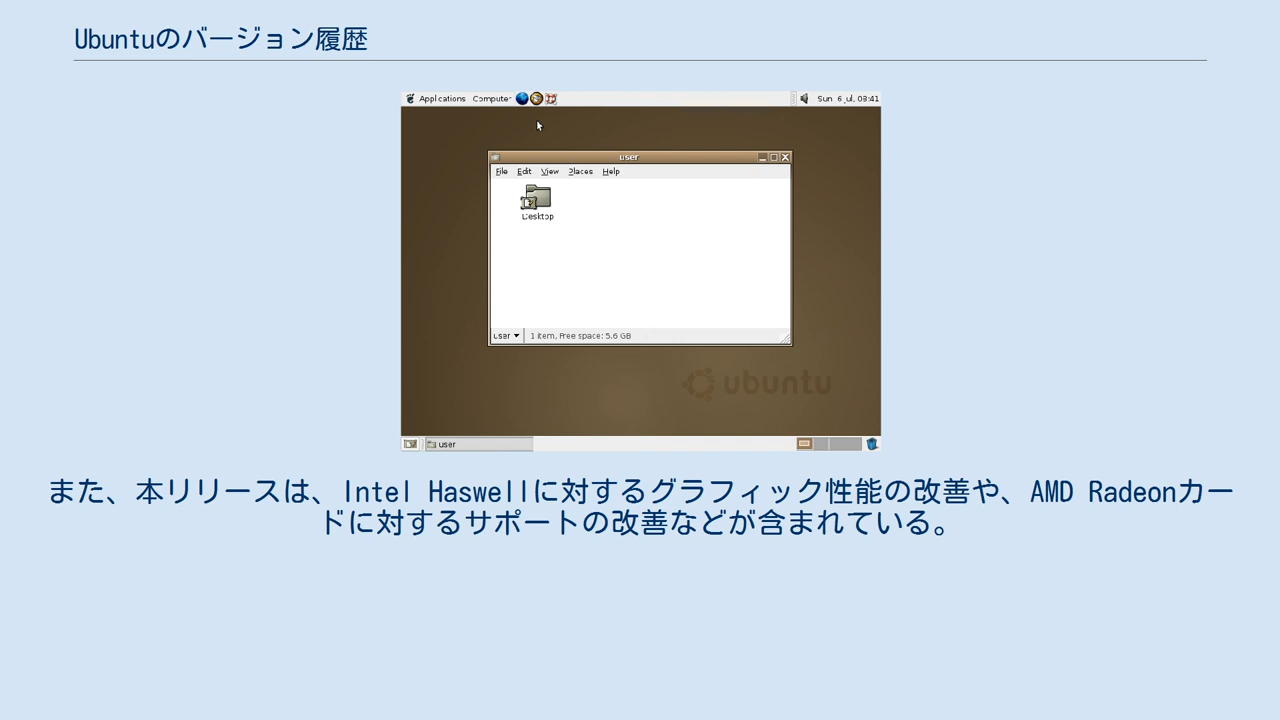 Ubuntuのバージョン履歴
Applications Computer Sun 6 Jul, 03:41
user
File Edit View Places Help
Desktop
user 1 item, Free space: 5.6 GB
ubuntu
user
また、本リリースは、Intel Haswellに対するグラフィック性能の改善や、AMD Radeonカー
ドに対するサポートの改善などが含まれている。